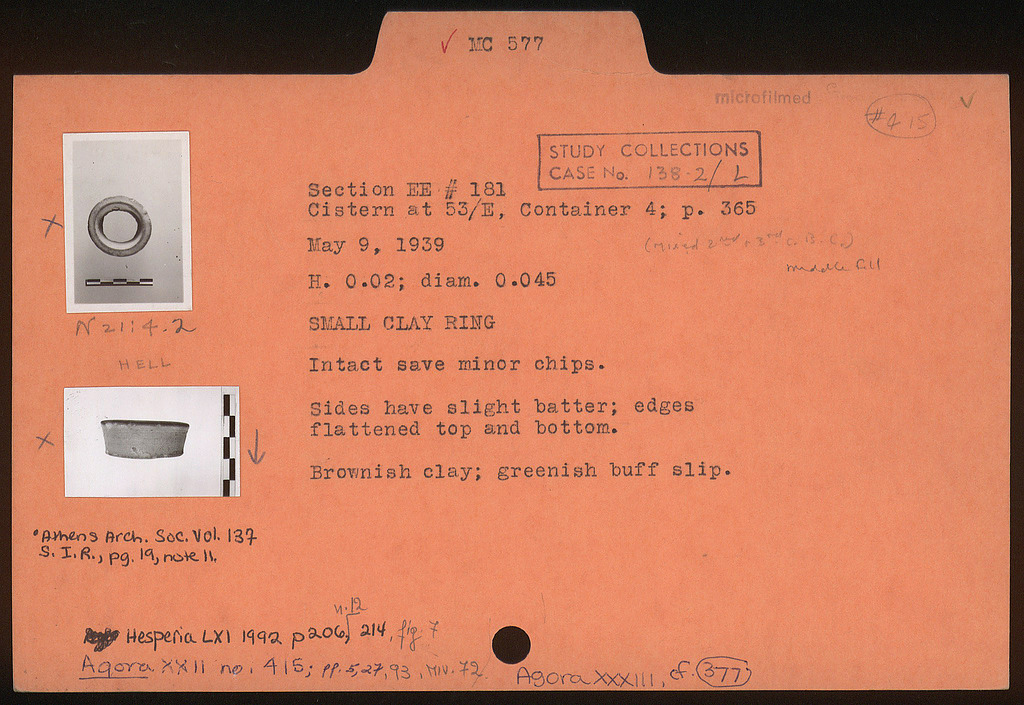 ✓ MC 577
microfilmed
✓
#415
STUDY COLLECTIONS
CASE No. 138-2/L
Section EE # 181
Cistern at 53/E, Container 4; p. 365
May 9, 1939
(mixed 2nd + 3rd c. B.C.)
middle fill
H. 0.02; diam. 0.045
SMALL CLAY RING
Intact save minor chips.
Sides have slight batter; edges
flattened top and bottom.
Brownish clay; greenish buff slip.
X
N 21:4.2
HELL
X
•Athens Arch. Soc. Vol. 137
S.I.R., pg. 19, note 11.
n.12
Hesperia LXI 1992 p206, 214, fig 7
Agora XXII no. 415; pp. 5,27,93, 72
Agora XXXIII, cf. 377